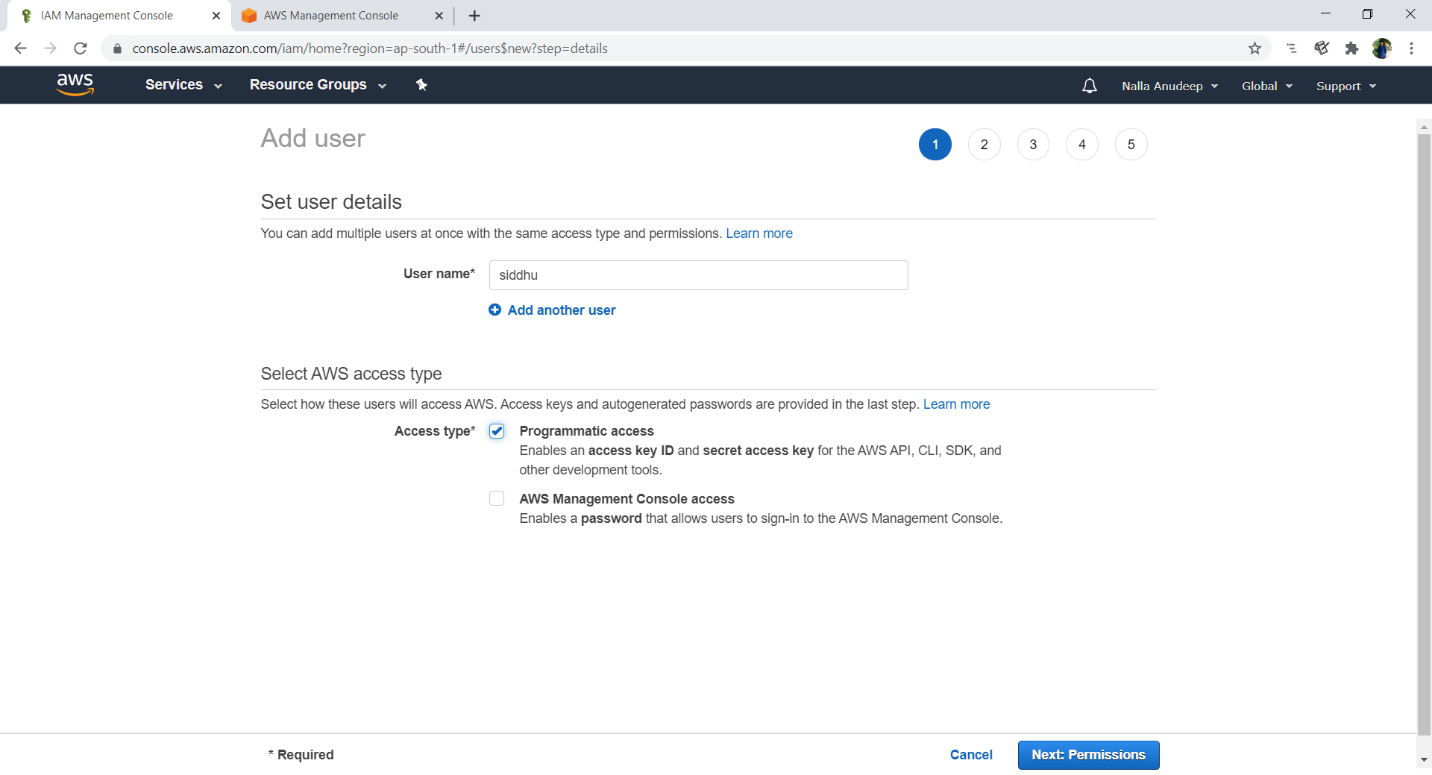 IAM Management Console
AWS Management Console
console.aws.amazon.com/iam/home?region=ap-south-1#/users$new?step=details
aws Services Resource Groups Nalla Anudeep Global Support
Add user 1 2 3 4 5
Set user details
You can add multiple users at once with the same access type and permissions. Learn more
User name* siddhu
Add another user
Select AWS access type
Select how these users will access AWS. Access keys and autogenerated passwords are provided in the last step. Learn more
Access type* Programmatic access
Enables an access key ID and secret access key for the AWS API, CLI, SDK, and
other development tools.
AWS Management Console access
Enables a password that allows users to sign-in to the AWS Management Console.
* Required Cancel Next: Permissions